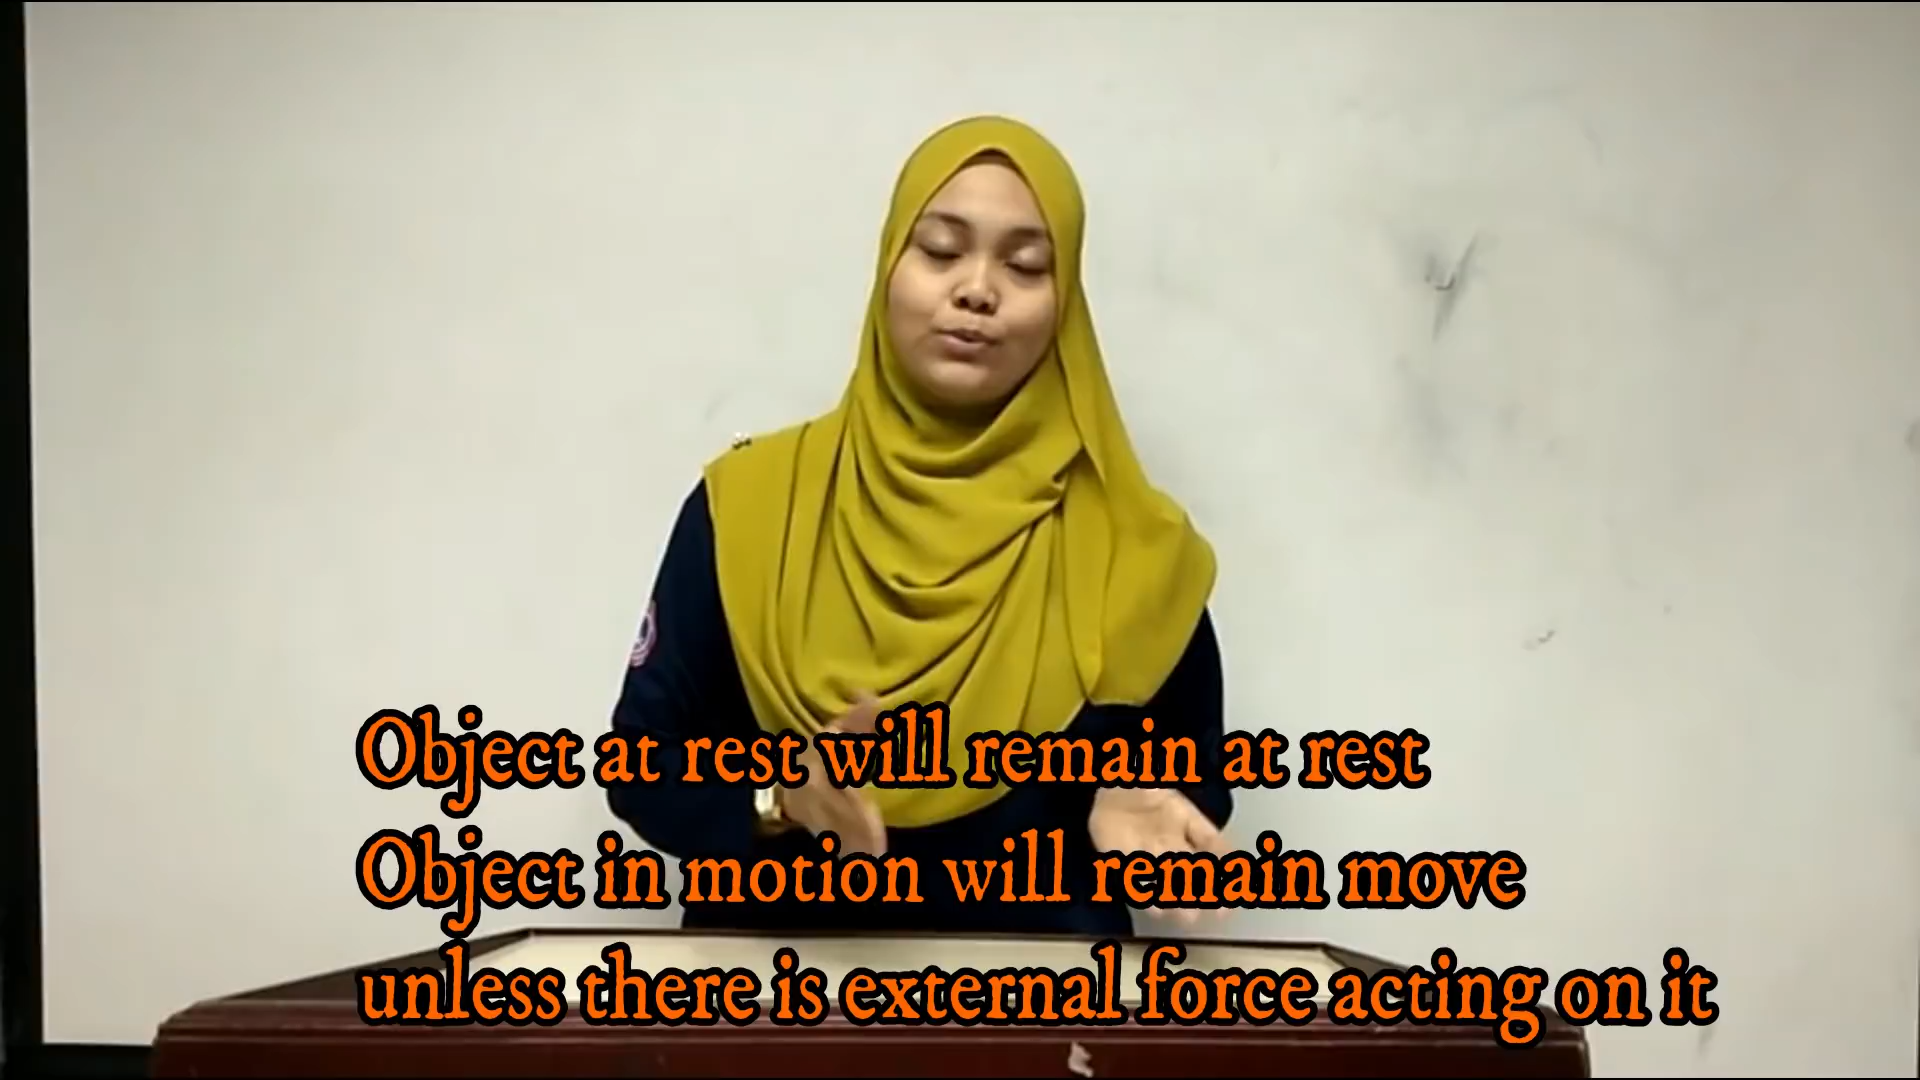 Object at rest will remain at rest
Object in motion will remain move
unless there is external force acting on it